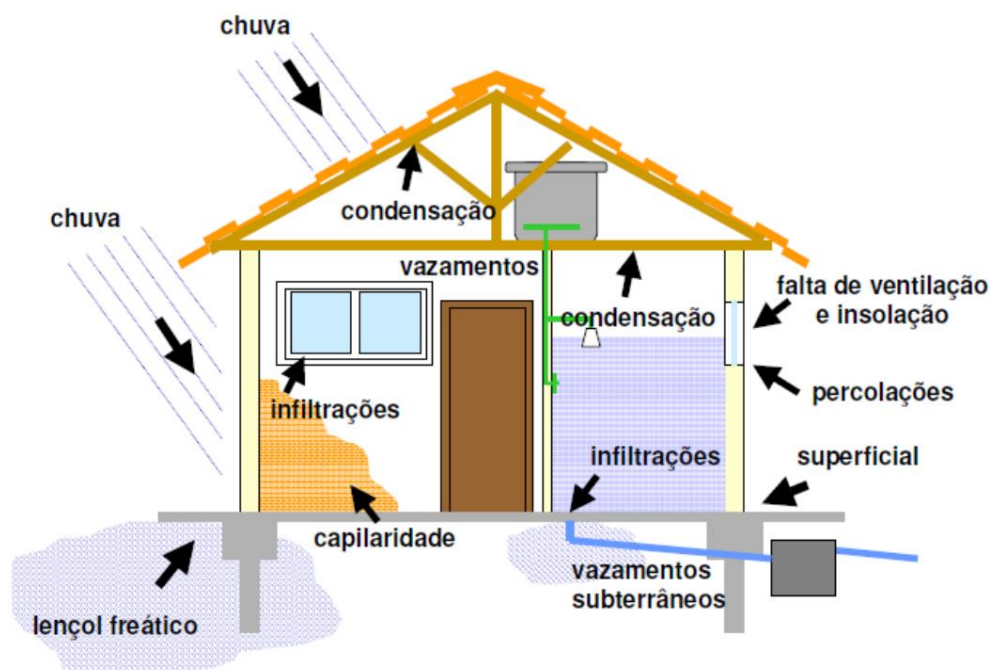 chuva
chuva
condensação
vazamentos
condensação
falta de ventilação
e insolação
infiltrações
percolações
infiltrações
superficial
capilaridade
vazamentos
subterrâneos
lençol freático